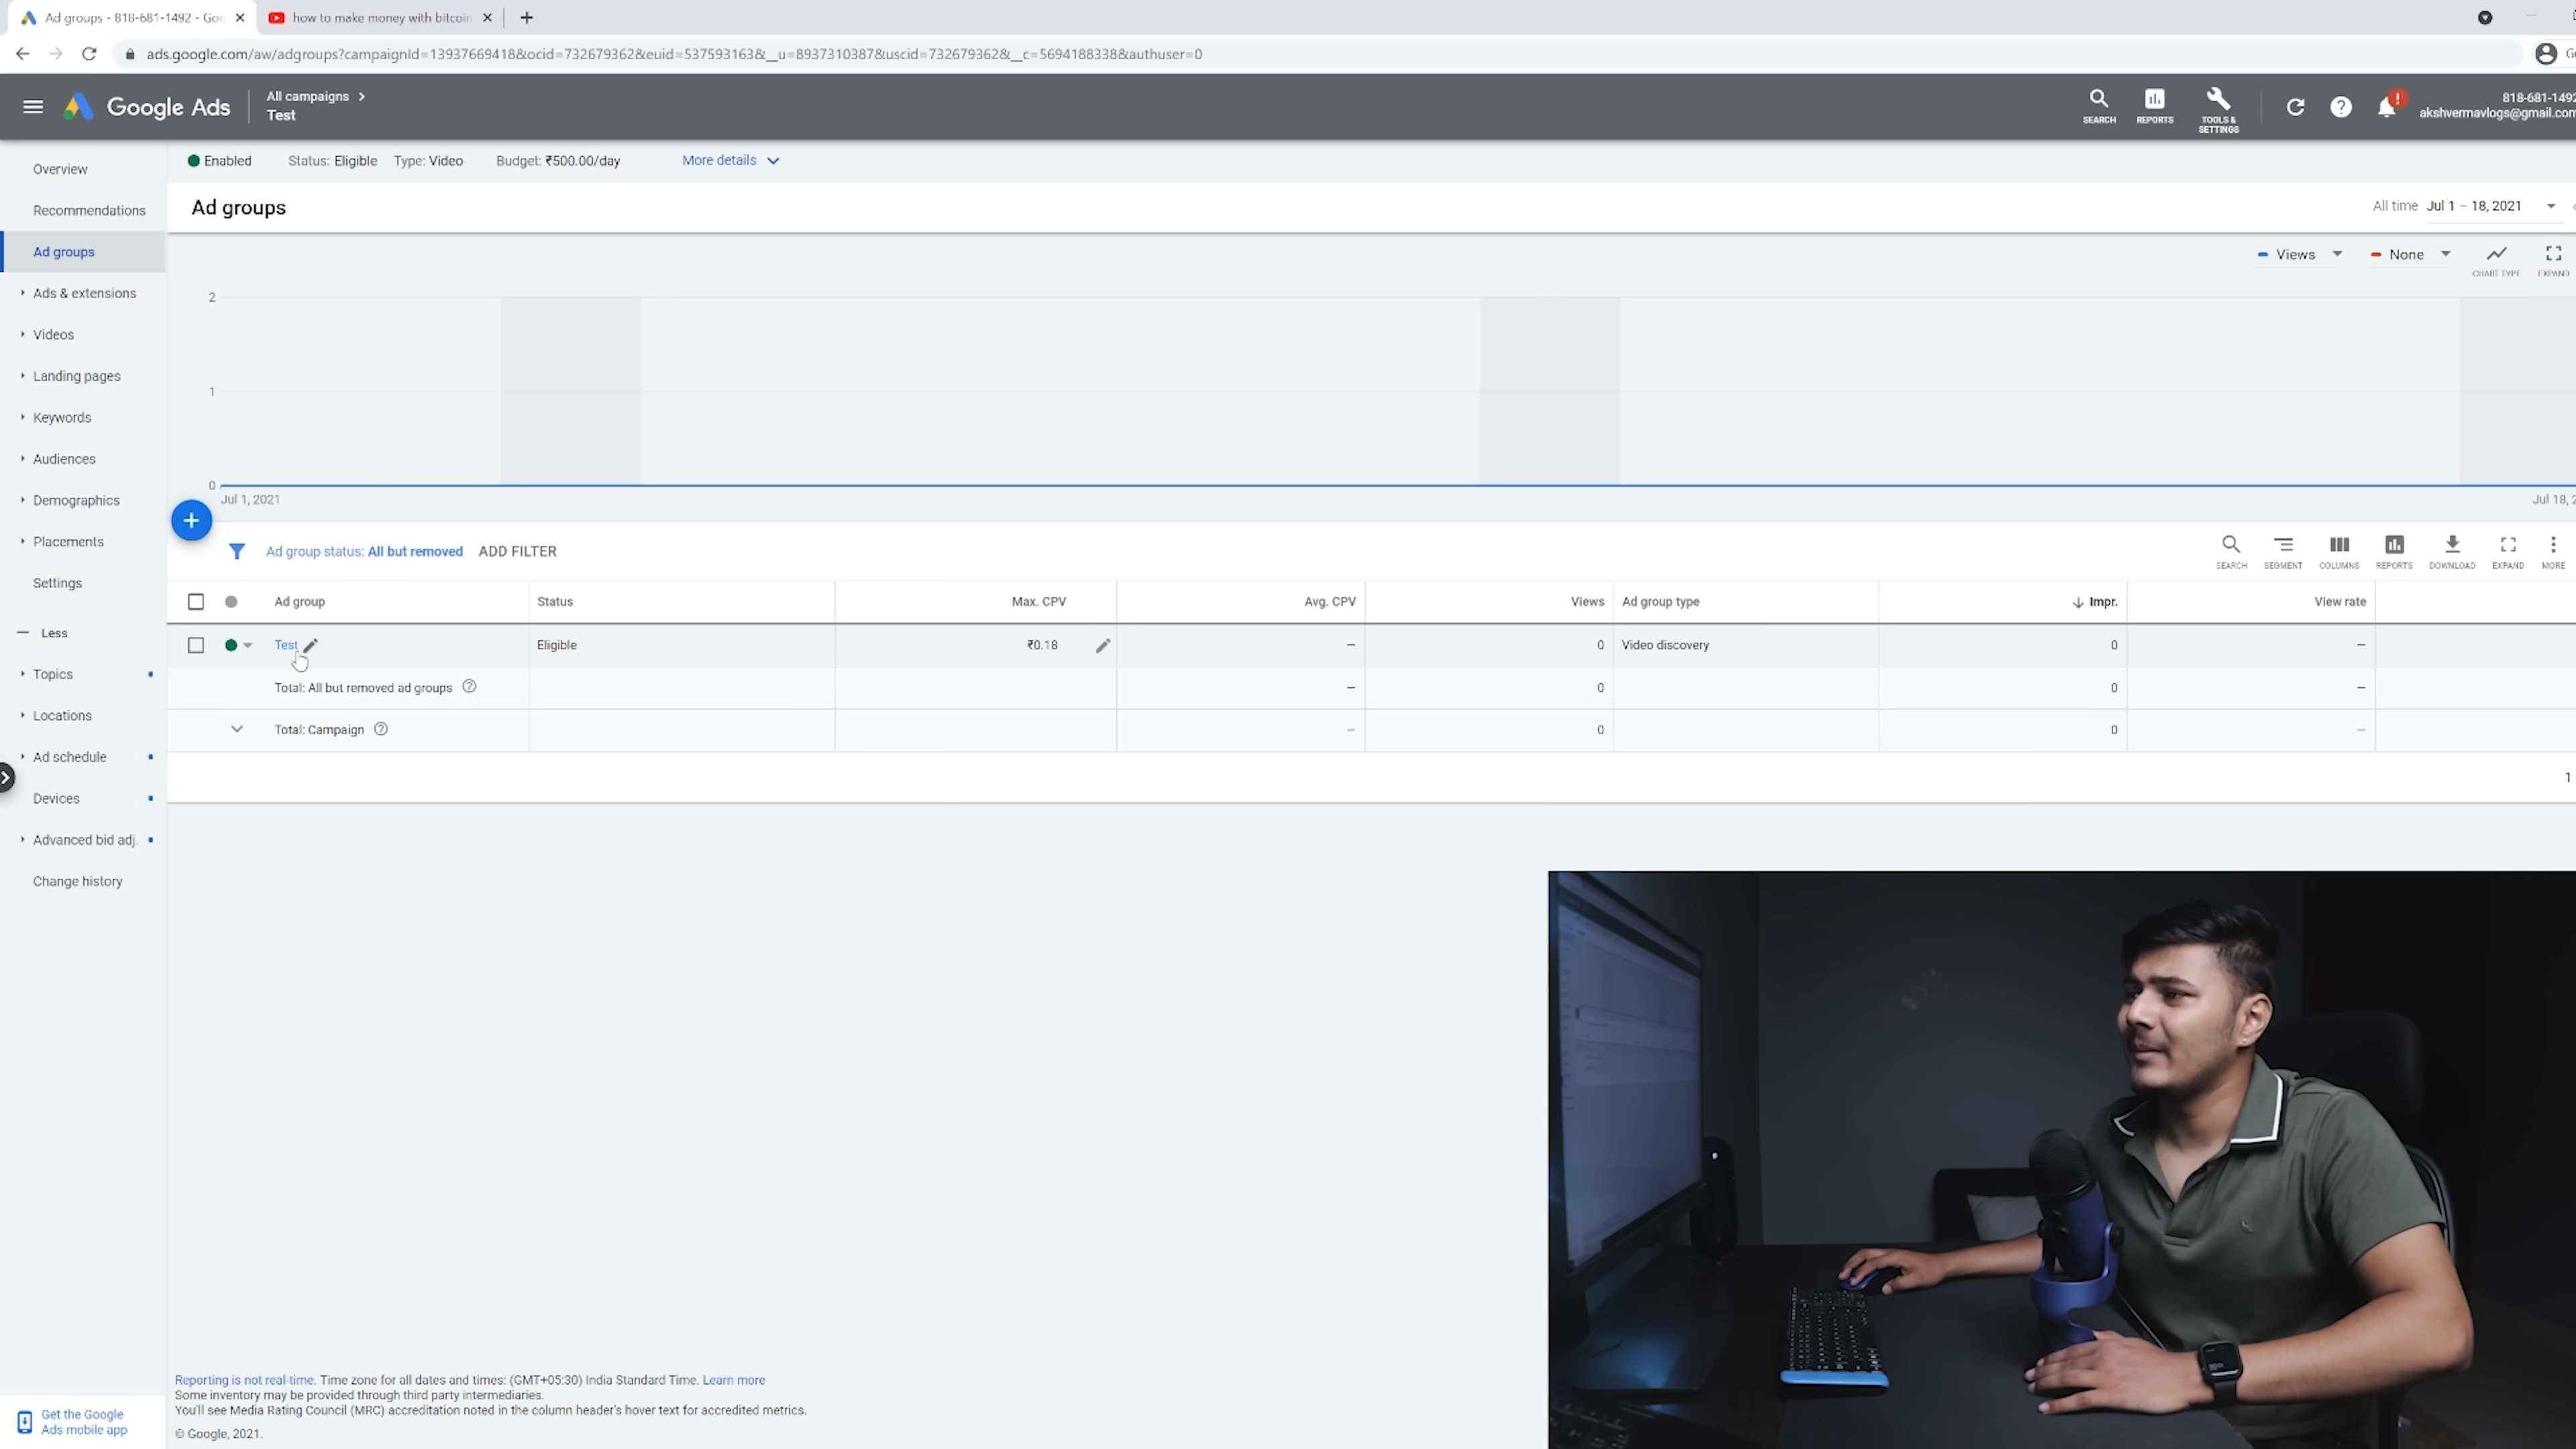 Ad groups - 818-681-1492 - Goo
how to make money with bitcoin
ads.google.com/aw/adgroups?campaignId=13937669418&ocid=732679362&euid=537593163&__u=8937310387&uscid=732679362&__c=5694188338&authuser=0
Google Ads
All campaigns
Test
SEARCH
REPORTS
TOOLS & SETTINGS
818-681-1492
akshvermavlogs@gmail.com
Enabled
Status: Eligible
Type: Video
Budget: ₹500.00/day
More details
Overview
Recommendations
Ad groups
Ads & extensions
Videos
Landing pages
Keywords
Audiences
Demographics
Placements
Settings
Less
Topics
Locations
Ad schedule
Devices
Advanced bid adj.
Change history
Get the Google
Ads mobile app
Ad groups
All time Jul 1 – 18, 2021
Views
None
CHART TYPE
EXPAND
2
1
0
Jul 1, 2021
Jul 18, 2
Ad group status: All but removed ADD FILTER
SEARCH
SEGMENT
COLUMNS
REPORTS
DOWNLOAD
EXPAND
MORE
Ad group Status Max. CPV Avg. CPV Views Ad group type Impr. View rate
Test Eligible ₹0.18 – 0 Video discovery 0 –
Total: All but removed ad groups – 0 0 –
Total: Campaign – 0 0 –
1
Reporting is not real-time. Time zone for all dates and times: (GMT+05:30) India Standard Time. Learn more
Some inventory may be provided through third party intermediaries.
You'll see Media Rating Council (MRC) accreditation noted in the column header's hover text for accredited metrics.
© Google, 2021.